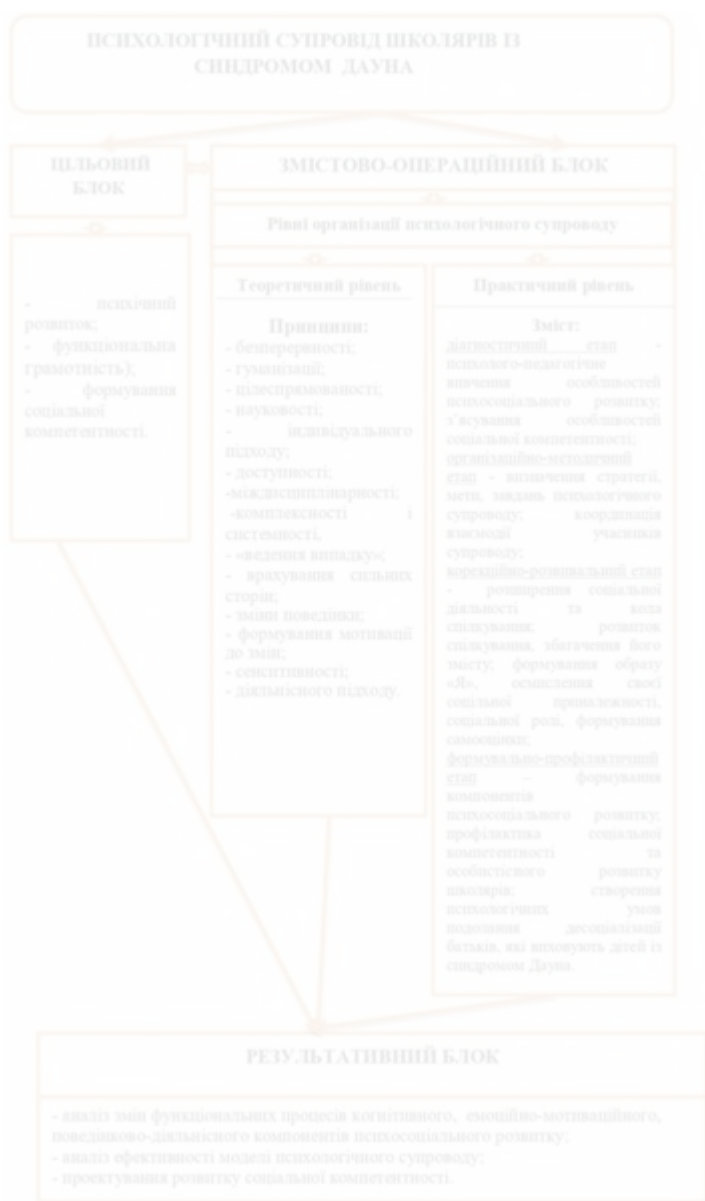 ПСИХОЛОГІЧНИЙ СУПРОВІД ШКОЛЯРІВ ІЗ
СИНДРОМОМ ДАУНА
ЦІЛЬОВИЙ
БЛОК
ЗМІСТОВО-ОПЕРАЦІЙНИЙ БЛОК
Рівні організації психологічного супроводу
- психічний
розвиток;
- функціональна
грамотність);
- формування
соціальної
компетентності.
Теоретичний рівень
Принципи:
- безперервності;
- гуманізації;
- цілеспрямованості;
- науковості;
- індивідуального
підходу;
- доступності;
-міждисциплінарності;
-комплексності і
системності,
- «ведення випадку»;
- врахування сильних
сторін;
- зміни поведінки;
- формування мотивації
до змін;
- сенситивності;
- діяльнісного підходу.
Практичний рівень
Зміст:
діагностичний етап -
психолого-педагогічне
вивчення особливостей
психосоціального розвитку;
з’ясування особливостей
соціальної компетентності;
організаційно-методичний
етап - визначення стратегії,
мети, завдань психологічного
супроводу; координація
взаємодії учасників
супроводу;
корекційно-розвивальний етап
- розширення соціальної
діяльності та кола
спілкування; розвиток
спілкування, збагачення його
змісту; формування образу
«Я», осмислення своєї
соціальної приналежності,
соціальної ролі, формування
самооцінки;
формувально-профілактичний
етап – формування
компонентів
психосоціального розвитку;
профілактика соціальної
компетентності та
особистісного розвитку
школярів; створення
психологічних умов
подолання десоціалізації
батьків, які виховують дітей із
синдромом Дауна
РЕЗУЛЬТАТИВНИЙ БЛОК
- аналіз змін функціональних процесів когнітивного, емоційно-мотиваційного,
поведінково-діяльнісного компонентів психосоціального розвитку;
- аналіз ефективності моделі психологічного супроводу;
- проектування розвитку соціальної компетентності.